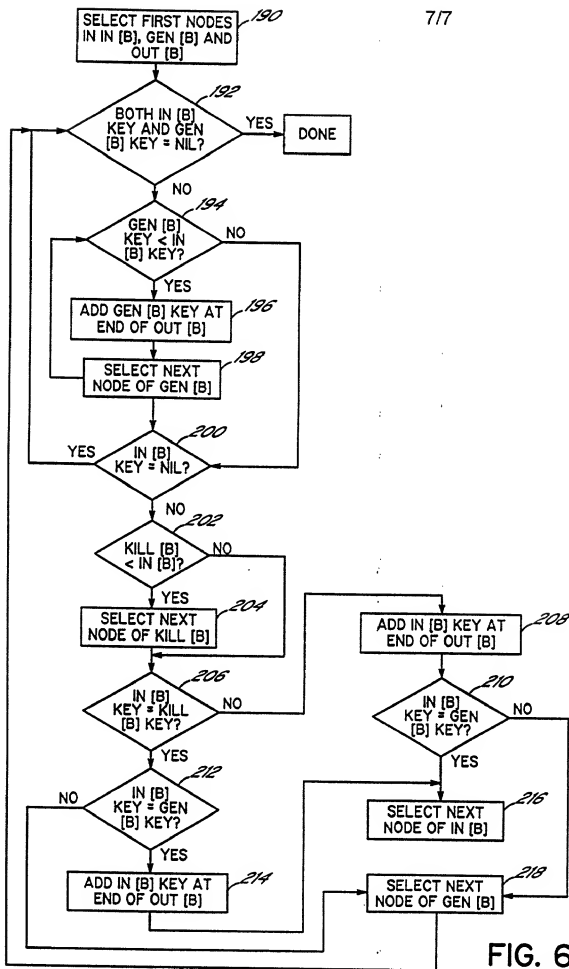 7/7
SELECT FIRST NODES
IN IN [B], GEN [B] AND
OUT [B]
190
BOTH IN [B]
KEY AND GEN
[B] KEY = NIL?
192
YES
DONE
NO
GEN [B]
KEY < IN
[B] KEY?
194
NO
YES
ADD GEN [B] KEY AT
END OF OUT [B]
196
SELECT NEXT
NODE OF GEN [B]
198
IN [B]
KEY = NIL?
200
YES
NO
KILL [B]
< IN [B]?
202
NO
YES
SELECT NEXT
NODE OF KILL [B]
204
IN [B]
KEY = KILL
[B] KEY?
206
NO
YES
ADD IN [B] KEY AT
END OF OUT [B]
208
IN [B]
KEY = GEN
[B] KEY?
210
NO
YES
IN [B]
KEY = GEN
[B] KEY?
212
NO
YES
ADD IN [B] KEY AT
END OF OUT [B]
214
SELECT NEXT
NODE OF IN [B]
216
SELECT NEXT
NODE OF GEN [B]
218
FIG. 6